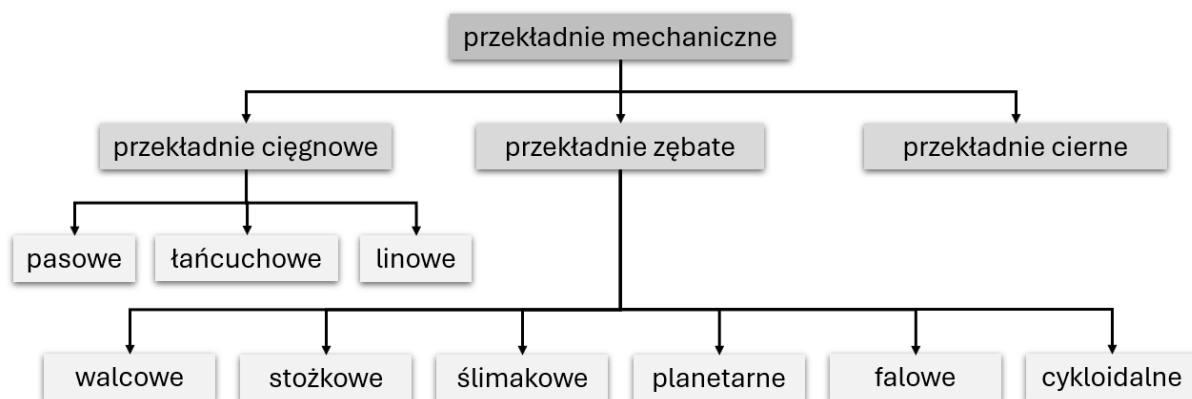 przekładnie mechaniczne
przekładnie cięgnowe
przekładnie zębate
przekładnie cierne
pasowe
łańcuchowe
linowe
walcowe
stożkowe
ślimakowe
planetarne
falowe
cykloidalne